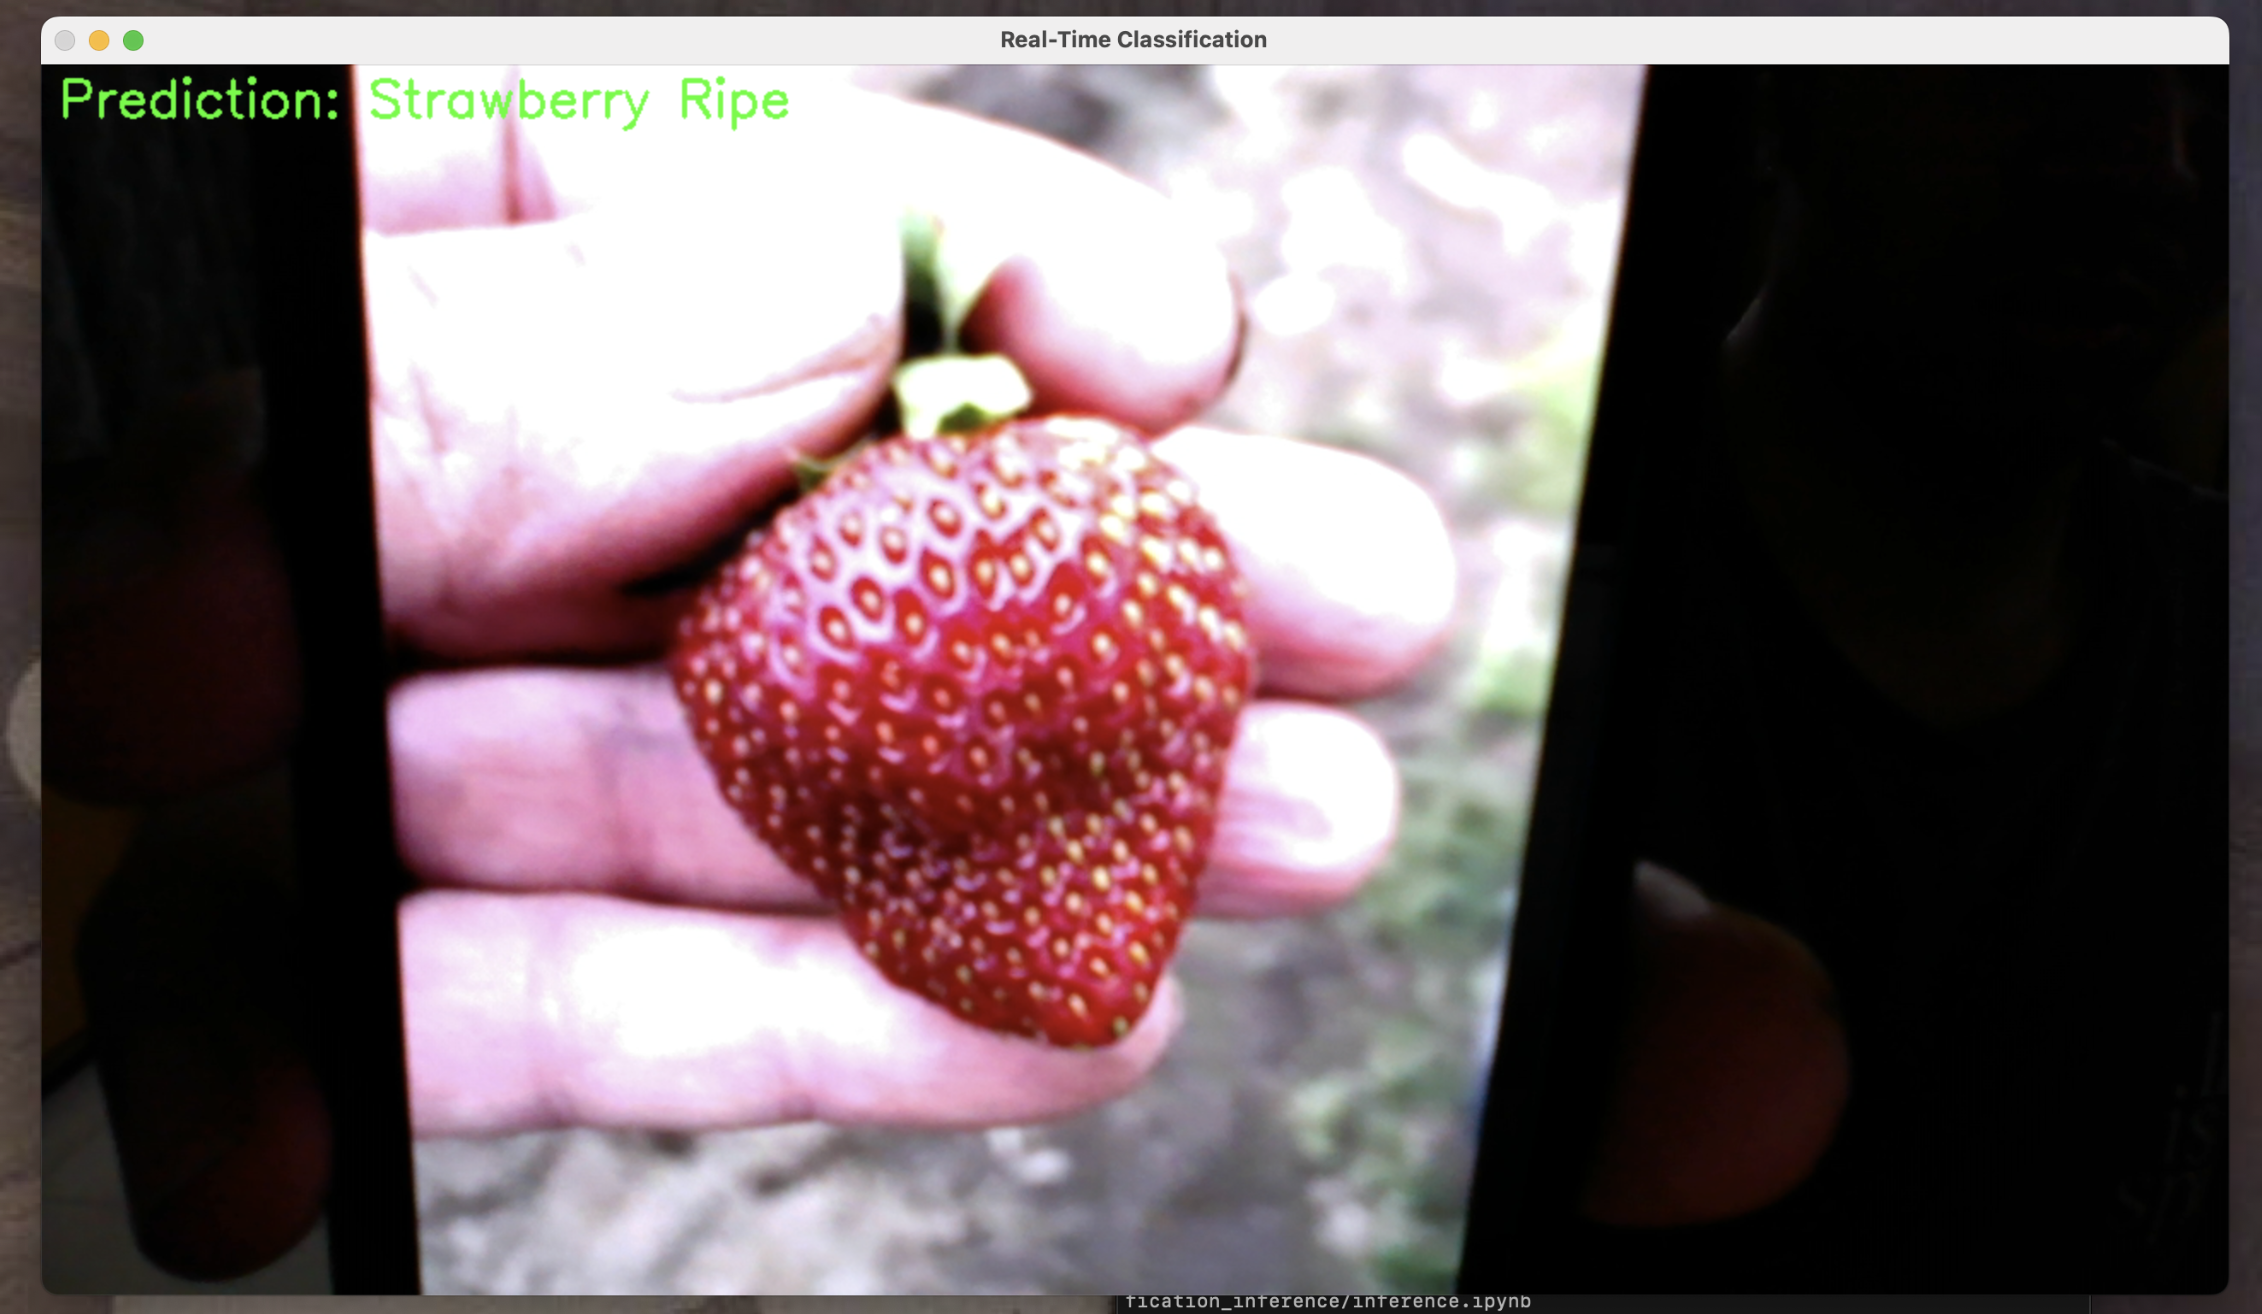 Real-Time Classification
Prediction: Strawberry Ripe
fication_inference/inference.ipynb